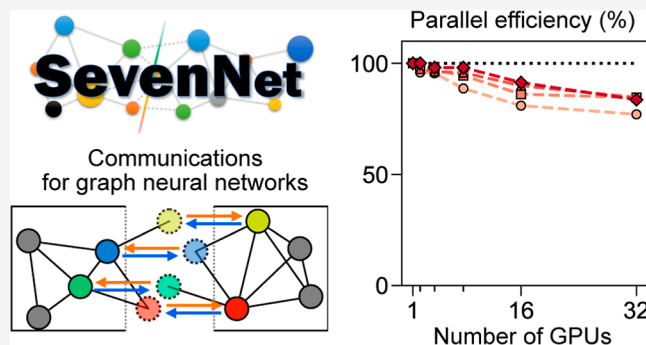 SevenNet
Communications
for graph neural networks
Parallel efficiency (%)
100
50
0
1
16
32
Number of GPUs